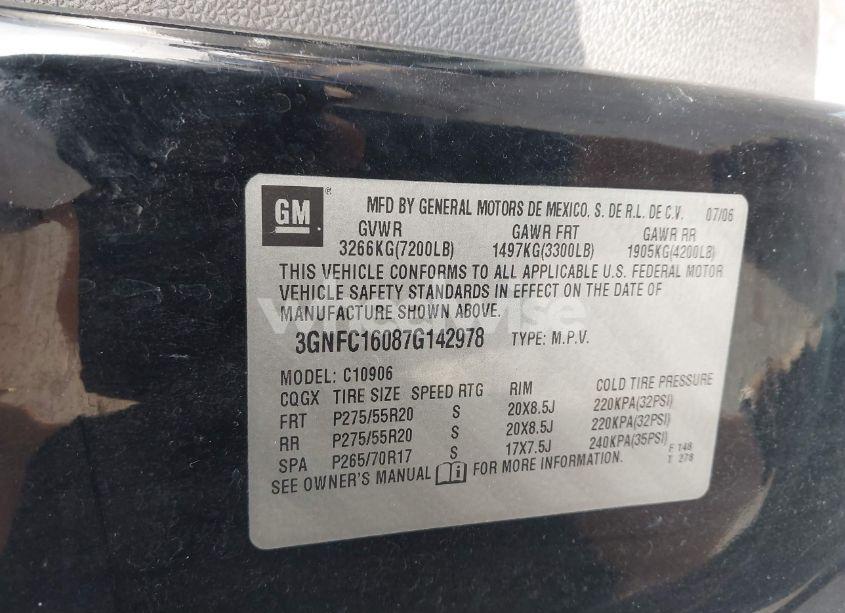 GM ® MFD BY GENERAL MOTORS DE MEXICO, S. DE R.L. DE C.V. 07/06
GVWR GAWR FRT GAWR RR
3266KG(7200LB) 1497KG(3300LB) 1905KG(4200LB)
THIS VEHICLE CONFORMS TO ALL APPLICABLE U.S. FEDERAL MOTOR
VEHICLE SAFETY STANDARDS IN EFFECT ON THE DATE OF
MANUFACTURE SHOWN ABOVE.
3GNFC16087G142978 TYPE: M.P.V.
MODEL: C10906
CQGX TIRE SIZE SPEED RTG RIM COLD TIRE PRESSURE
FRT P275/55R20 S 20X8.5J 220KPA(32PSI)
RR P275/55R20 S 20X8.5J 220KPA(32PSI)
SPA P265/70R17 S 17X7.5J 240KPA(35PSI)
F 148
T 278
SEE OWNER'S MANUAL FOR MORE INFORMATION.